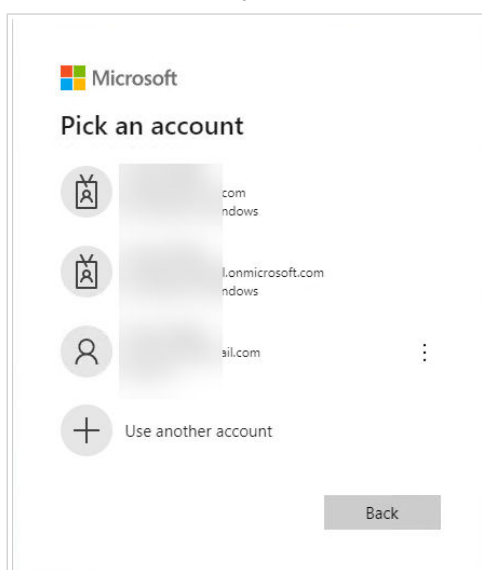 Microsoft
Pick an account
.com
ndows
l.onmicrosoft.com
ndows
ail.com
Use another account
Back